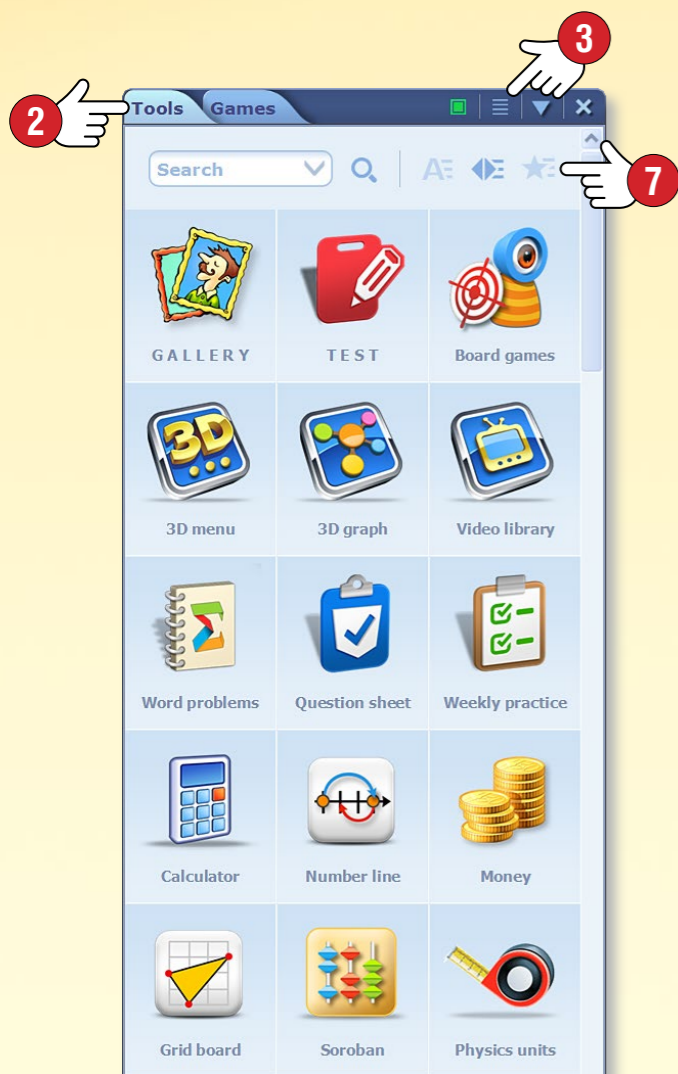 3
2
Tools Games
Search
7
GALLERY TEST Board games
3D
3D menu 3D graph Video library
Word problems Question sheet Weekly practice
Calculator Number line Money
Grid board Soroban Physics units